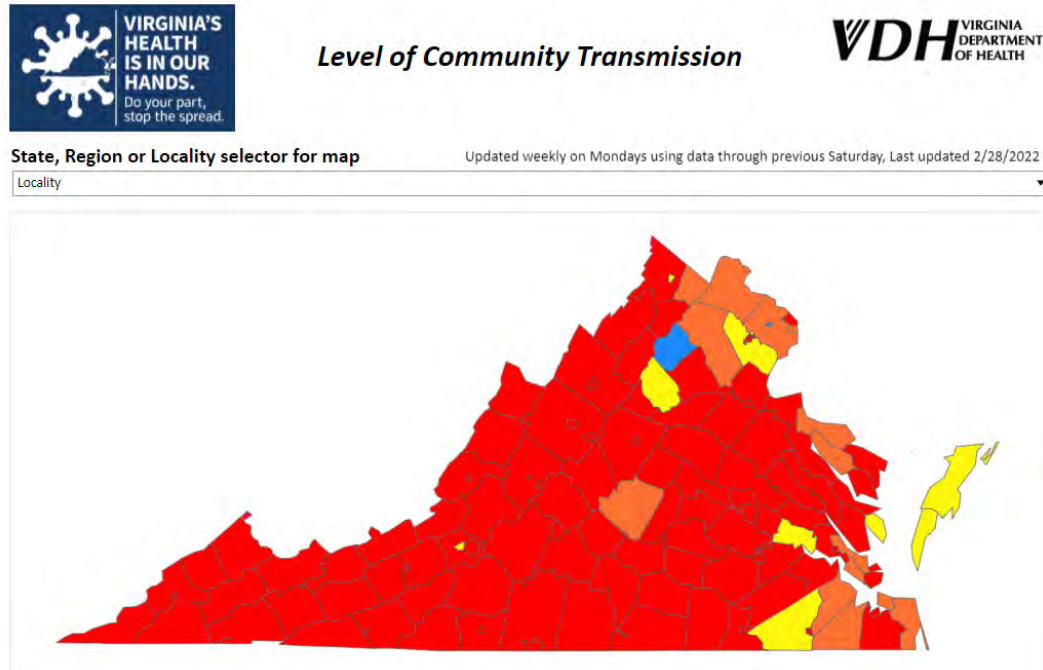 VIRGINIA'S
HEALTH
IS IN OUR
HANDS.
Do your part,
stop the spread.
Level of Community Transmission
VDH VIRGINIA
DEPARTMENT
OF HEALTH
State, Region or Locality selector for map
Updated weekly on Mondays using data through previous Saturday, Last updated 2/28/2022
Locality